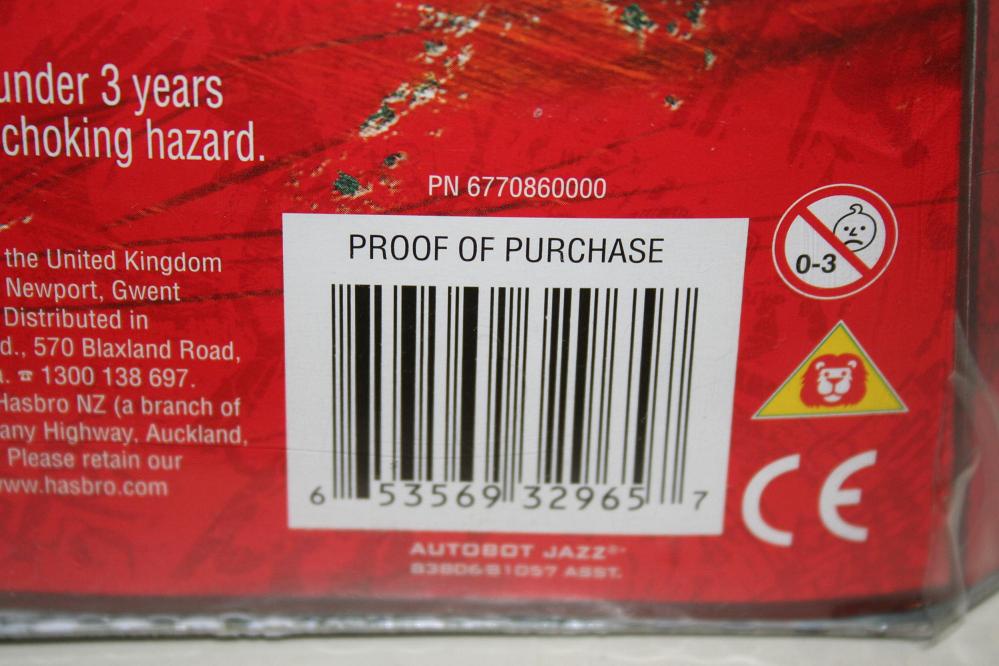 under 3 years
choking hazard.
PN 6770860000
the United Kingdom
Newport, Gwent
Distributed in
d., 570 Blaxland Road,
a. ☎ 1300 138 697.
Hasbro NZ (a branch of
any Highway, Auckland,
Please retain our
www.hasbro.com
PROOF OF PURCHASE
6 53569 32965 7
0-3
CE
AUTOBOT JAZZ®™
83806/81057 ASST.